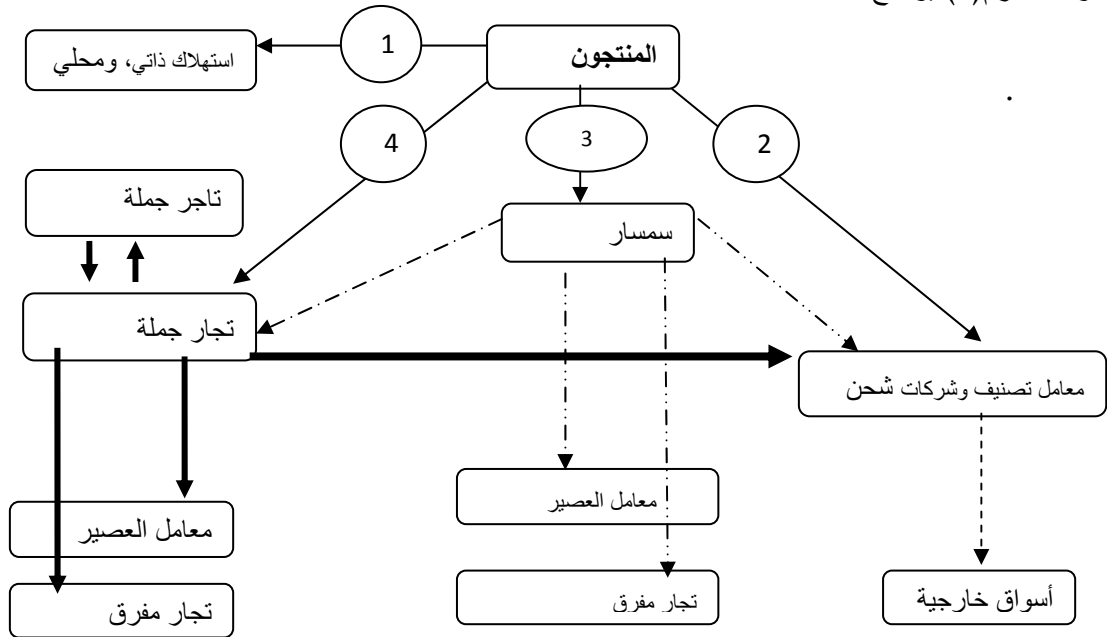 المنتجون
1
استهلاك ذاتي، ومحلي
4
3
2
.
تاجر جملة
سمسار
تجار جملة
معامل تصنيف وشركات شحن
معامل العصير
معامل العصير
تجار مفرق
تجار مفرق
أسواق خارجية